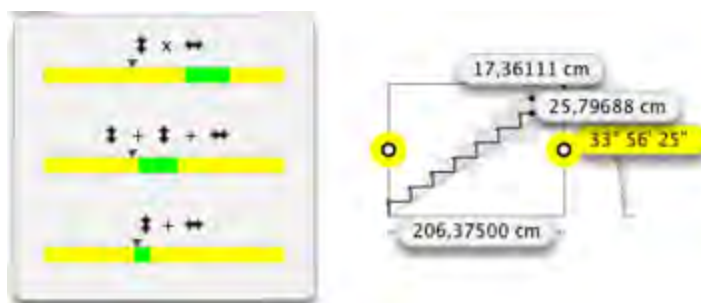 ↕ x ↔
↕ + ↕ + ↔
↕ + ↔
17,36111 cm
25,79688 cm
33° 56' 25"
206,37500 cm